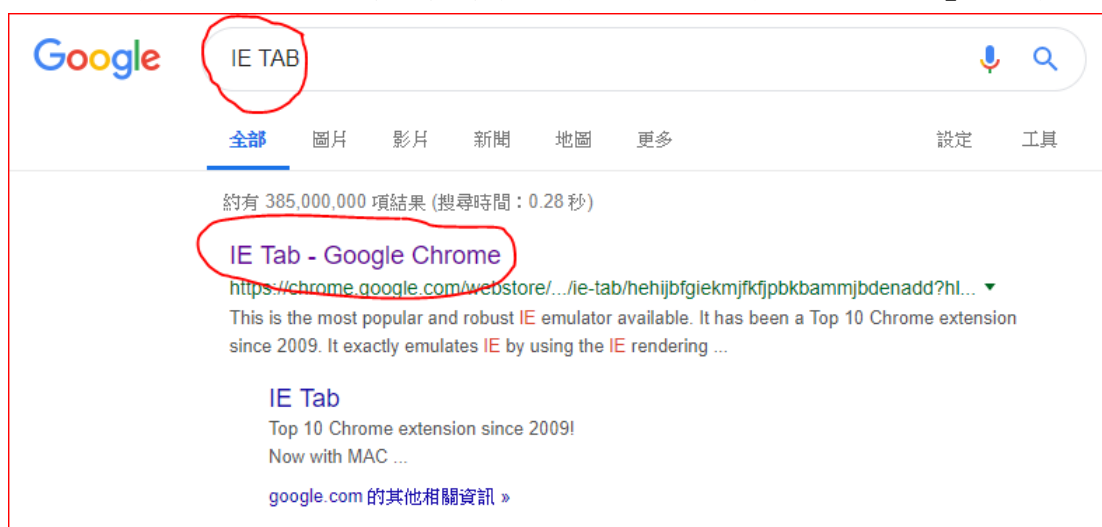 Google IE TAB
全部 圖片 影片 新聞 地圖 更多 設定 工具
約有 385,000,000 項結果 (搜尋時間：0.28 秒)
IE Tab - Google Chrome
https://chrome.google.com/webstore/.../ie-tab/hehijbfgiekmjfkfjpbkbammjbdenadd?hl... ▼
This is the most popular and robust IE emulator available. It has been a Top 10 Chrome extension
since 2009. It exactly emulates IE by using the IE rendering ...
IE Tab
Top 10 Chrome extension since 2009!
Now with MAC ...
google.com 的其他相關資訊 »